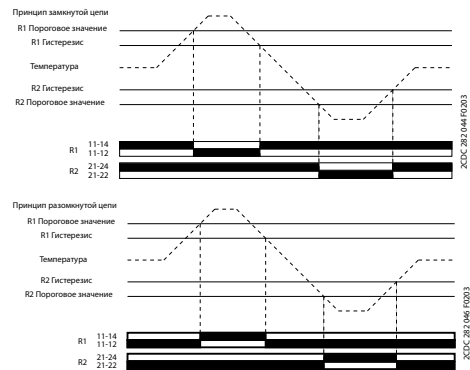 Принцип замкнутой цепи
R1 Пороговое значение
R1 Гистерезис
Температура
R2 Гистерезис
R2 Пороговое значение
R1 11-14
11-12
R2 21-24
21-22
2CDC 282 044 F0203
Принцип разомкнутой цепи
R1 Пороговое значение
R1 Гистерезис
Температура
R2 Гистерезис
R2 Пороговое значение
R1 11-14
11-12
R2 21-24
21-22
2CDC 282 046 F0203